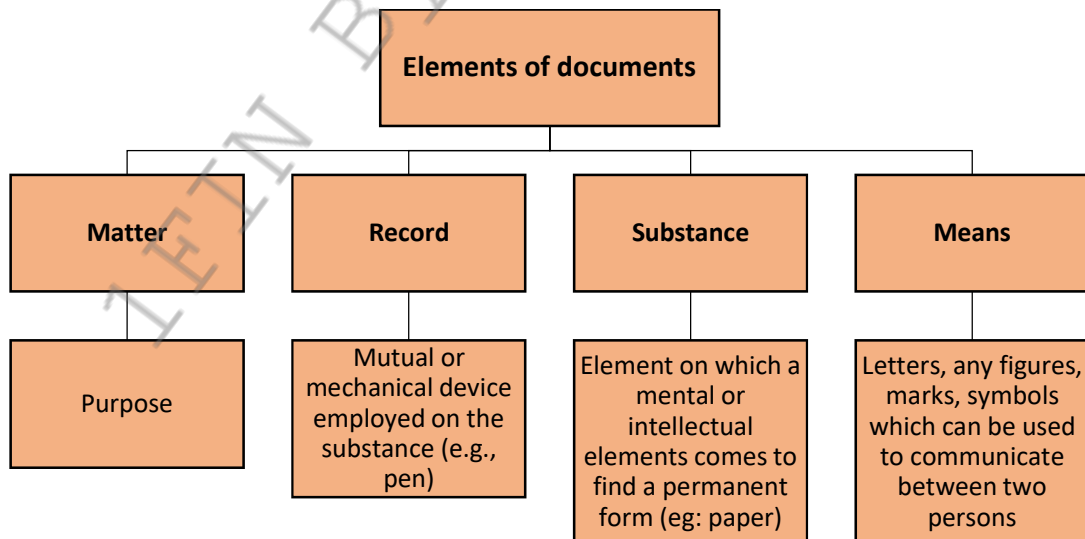 Elements of documents
Matter
Record
Substance
Means
Purpose
Mutual or
mechanical device
employed on the
substance (e.g.,
pen)
Element on which a
mental or
intellectual
elements comes to
find a permanent
form (eg: paper)
Letters, any figures,
marks, symbols
which can be used
to communicate
between two
persons
1FIN